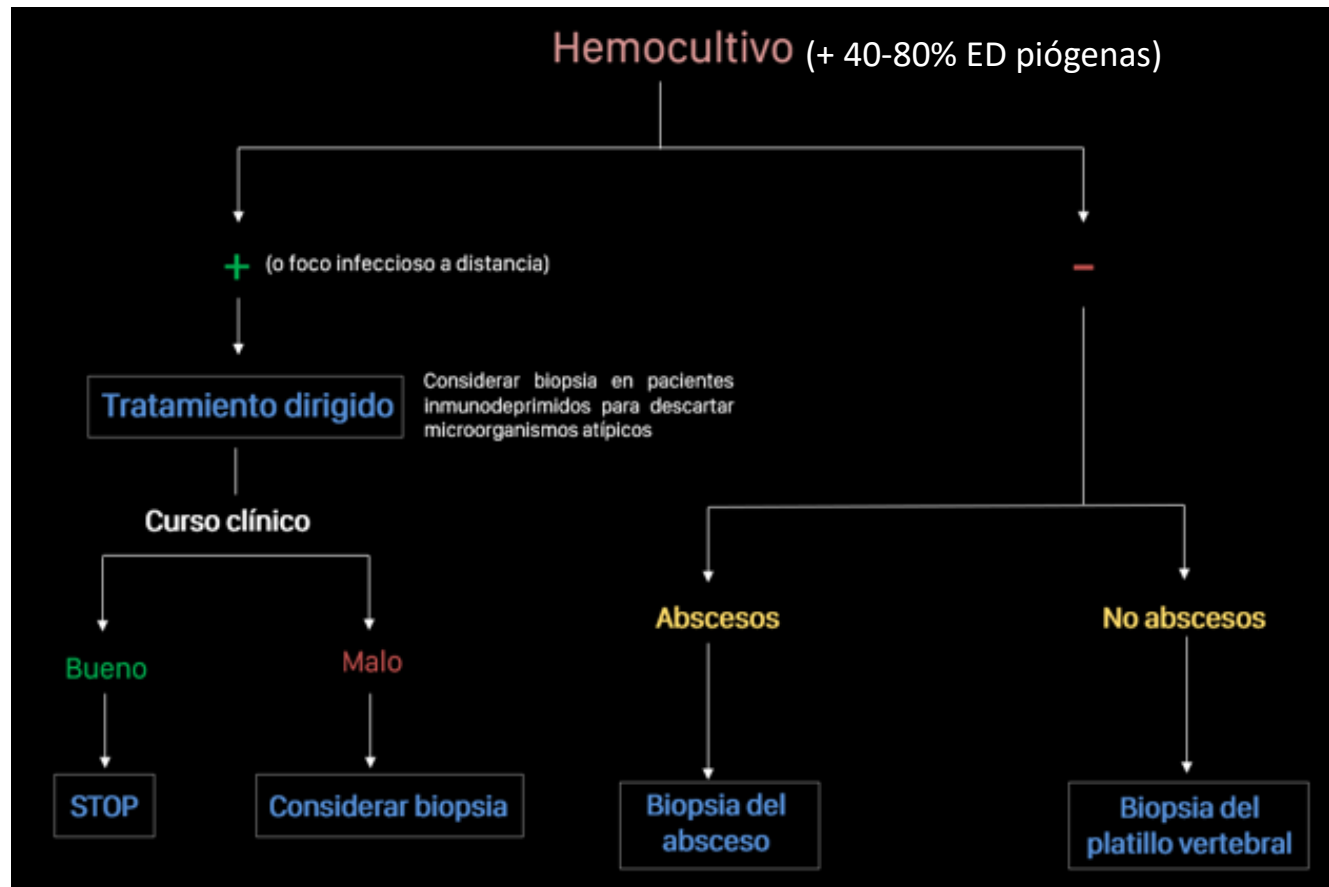 Hemocultivo (+ 40-80% ED piógenas)
+ (o foco infeccioso a distancia)
−
Tratamiento dirigido
Considerar biopsia en pacientes
inmunodeprimidos para descartar
microorganismos atípicos
Curso clínico
Bueno
Malo
STOP
Considerar biopsia
Abscesos
No abscesos
Biopsia del
absceso
Biopsia del
platillo vertebral